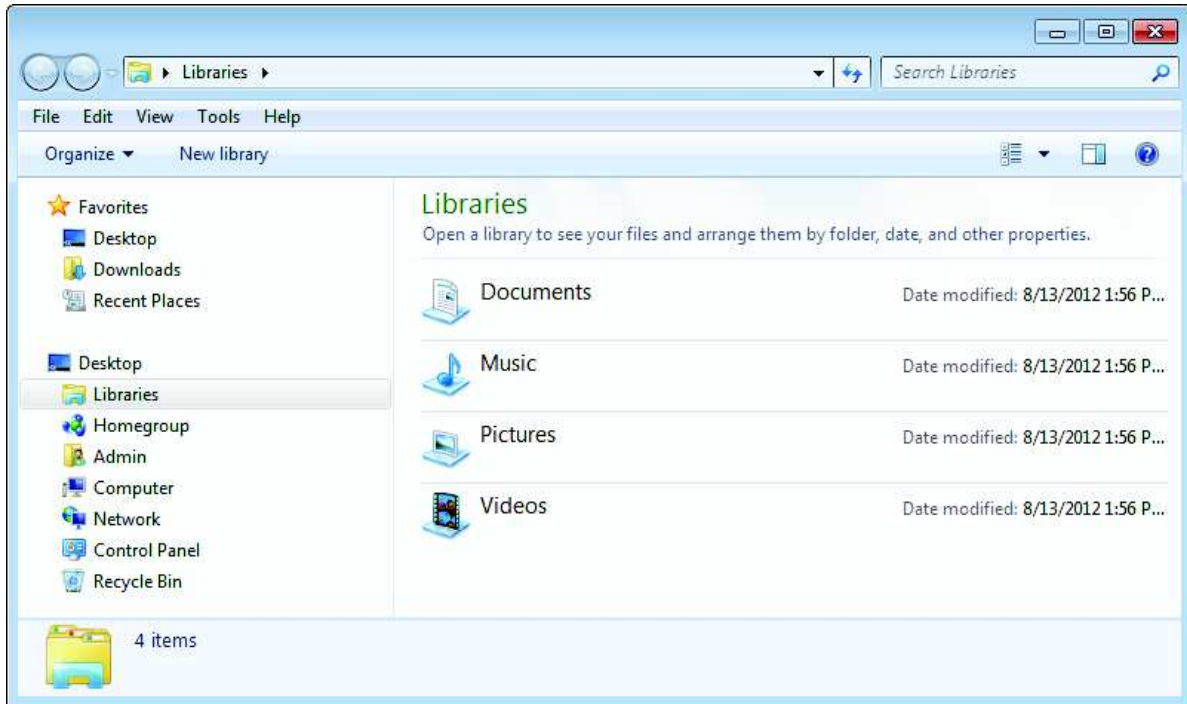 Libraries
Search Libraries
File Edit View Tools Help
Organize New library
Favorites
Desktop
Downloads
Recent Places
Desktop
Libraries
Homegroup
Admin
Computer
Network
Control Panel
Recycle Bin
Libraries
Open a library to see your files and arrange them by folder, date, and other properties.
Documents Date modified: 8/13/2012 1:56 P...
Music Date modified: 8/13/2012 1:56 P...
Pictures Date modified: 8/13/2012 1:56 P...
Videos Date modified: 8/13/2012 1:56 P...
4 items